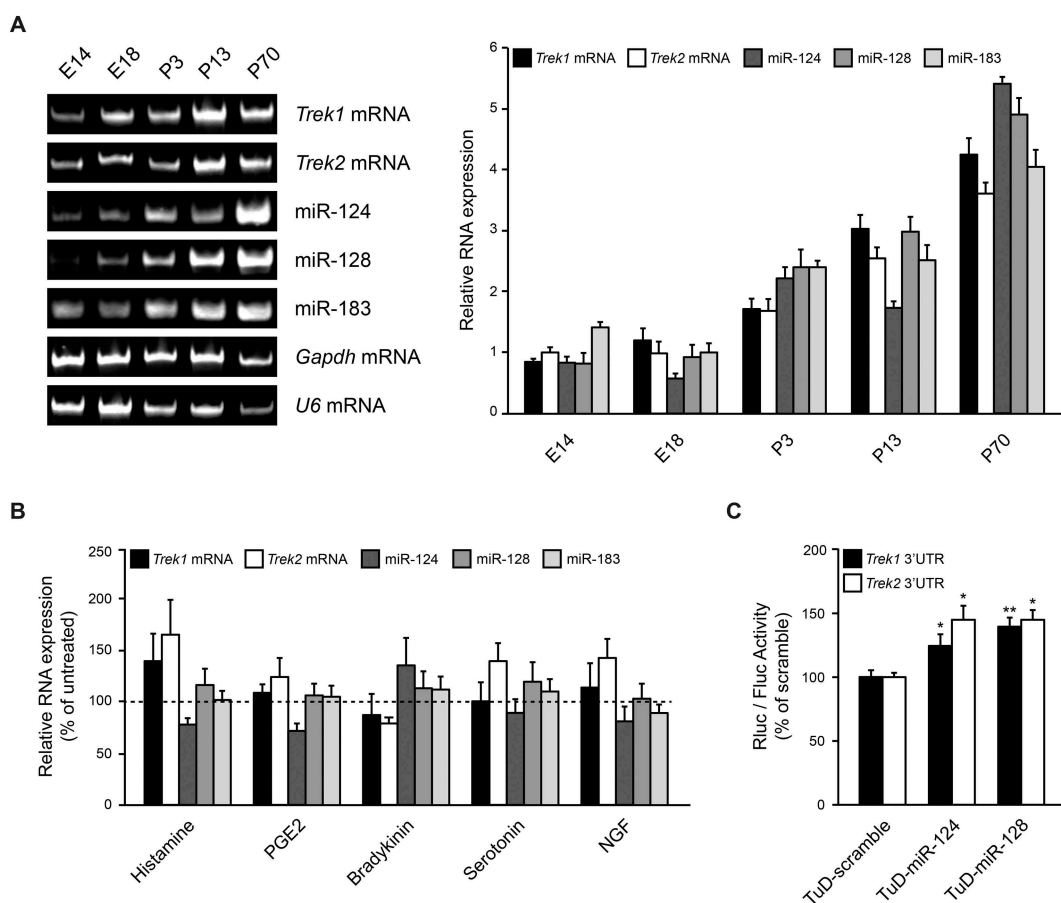 A
E14 E18 P3 P13 P70
Trek1 mRNA
Trek2 mRNA
miR-124
miR-128
miR-183
Gapdh mRNA
U6 mRNA
Trek1 mRNA Trek2 mRNA miR-124 miR-128 miR-183
Relative RNA expression
6
5
4
3
2
1
0
E14 E18 P3 P13 P70
B
Trek1 mRNA Trek2 mRNA miR-124 miR-128 miR-183
Relative RNA expression
(% of untreated)
250
200
150
100
50
0
Histamine PGE2 Bradykinin Serotonin NGF
C
Trek1 3'UTR
Trek2 3'UTR
Rluc / Fluc Activity
(% of scramble)
200
150
100
50
0
* * ** *
TuD-scramble TuD-miR-124 TuD-miR-128